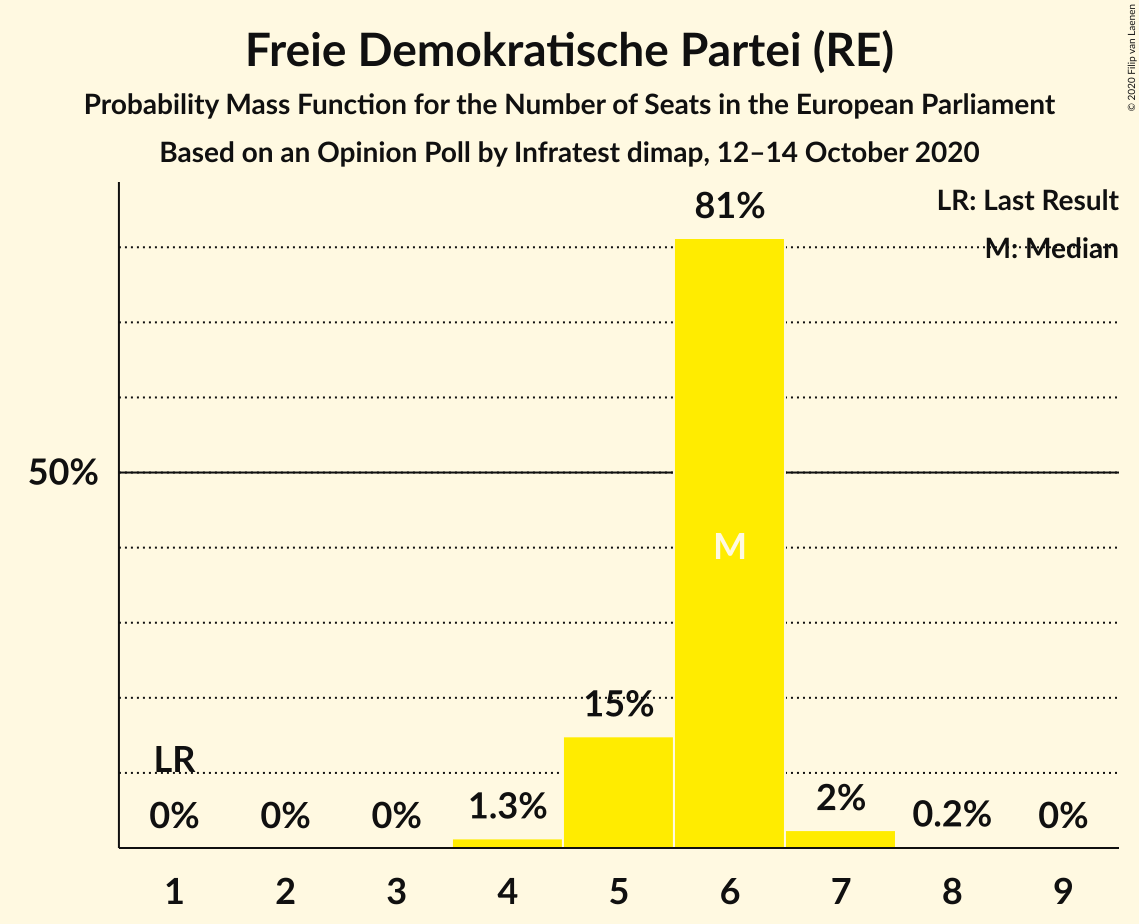 Freie Demokratische Partei (RE)
Probability Mass Function for the Number of Seats in the European Parliament
Based on an Opinion Poll by Infratest dimap, 12–14 October 2020
© 2020 Filip van Laenen
LR: Last Result
M: Median
81%
50%
M
15%
LR
0%
0%
0%
1.3%
2%
0.2%
0%
1 2 3 4 5 6 7 8 9